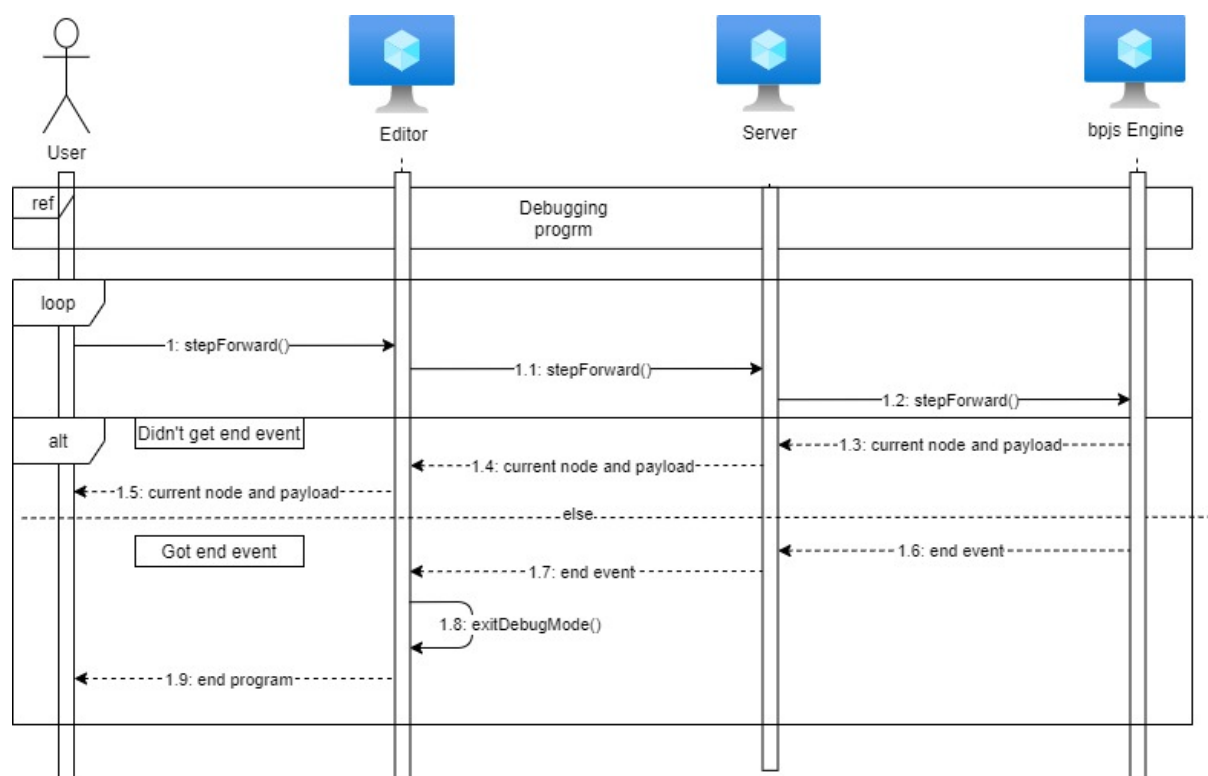 User
Editor
Server
bpjs Engine
ref
Debugging
progrm
loop
1: stepForward()
1.1: stepForward()
1.2: stepForward()
alt
Didn't get end event
1.3: current node and payload
1.4: current node and payload
1.5: current node and payload
else
Got end event
1.6: end event
1.7: end event
1.8: exitDebugMode()
1.9: end program